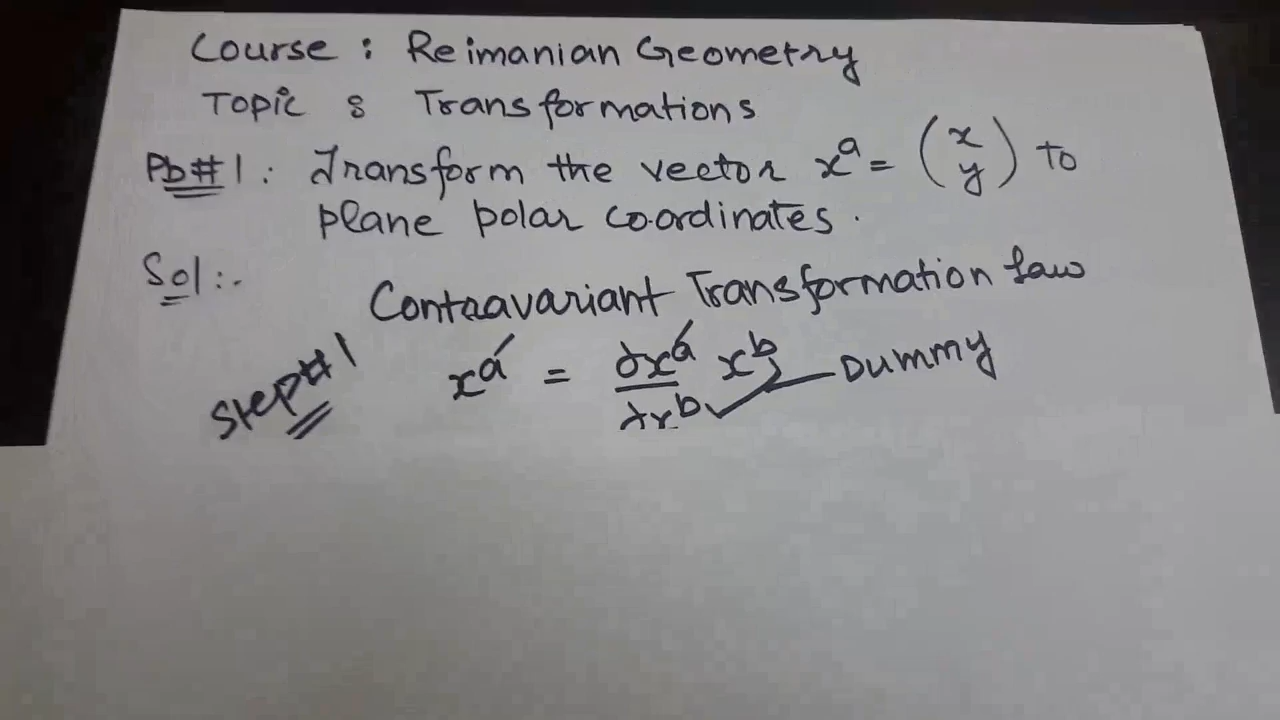 Course : Reimanian Geometry
Topic : Transformations
Pb#1 : Transform the vector x^a = (x y) to
plane polar coordinates.
Sol :-
Contravariant Transformation Law
Step#1 x^a' = ∂x^a'/∂x^b x^b Dummy